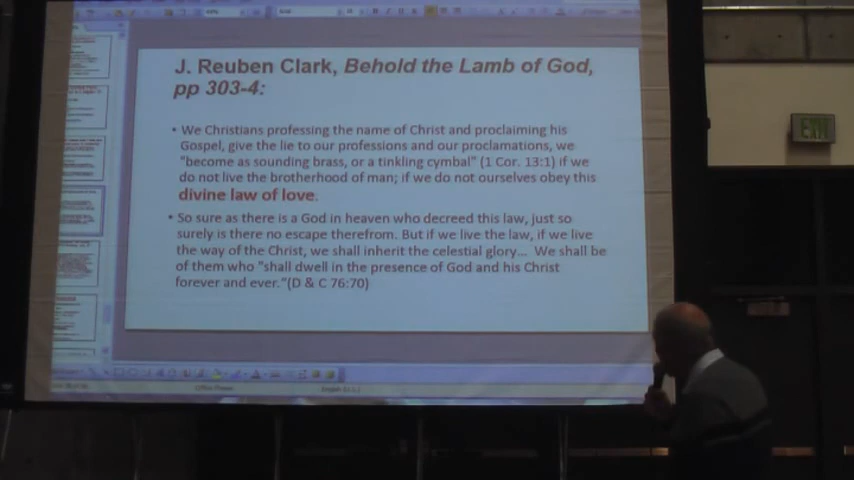 J. Reuben Clark, Behold the Lamb of God,
pp 303-4:
• We Christians professing the name of Christ and proclaiming his
Gospel, give the lie to our professions and our proclamations, we
"become as sounding brass, or a tinkling cymbal" (1 Cor. 13:1) if we
do not live the brotherhood of man; if we do not ourselves obey this
divine law of love.
• So sure as there is a God in heaven who decreed this law, just so
surely is there no escape therefrom. But if we live the law, if we live
the way of the Christ, we shall inherit the celestial glory... We shall be
of them who "shall dwell in the presence of God and his Christ
forever and ever."(D & C 76:70)
EXIT